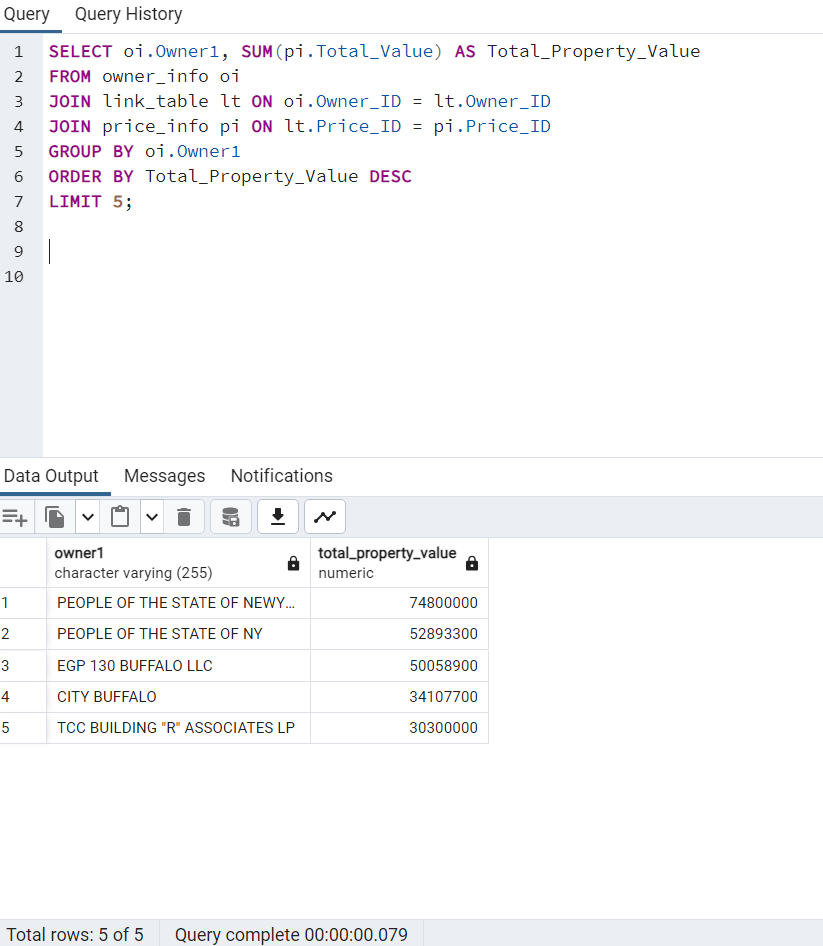 Query Query History
1 SELECT oi.Owner1, SUM(pi.Total_Value) AS Total_Property_Value
2 FROM owner_info oi
3 JOIN link_table lt ON oi.Owner_ID = lt.Owner_ID
4 JOIN price_info pi ON lt.Price_ID = pi.Price_ID
5 GROUP BY oi.Owner1
6 ORDER BY Total_Property_Value DESC
7 LIMIT 5;
8
9
10
Data Output Messages Notifications
owner1 total_property_value
character varying (255) numeric
1 PEOPLE OF THE STATE OF NEWY... 74800000
2 PEOPLE OF THE STATE OF NY 52893300
3 EGP 130 BUFFALO LLC 50058900
4 CITY BUFFALO 34107700
5 TCC BUILDING "R" ASSOCIATES LP 30300000
Total rows: 5 of 5 Query complete 00:00:00.079